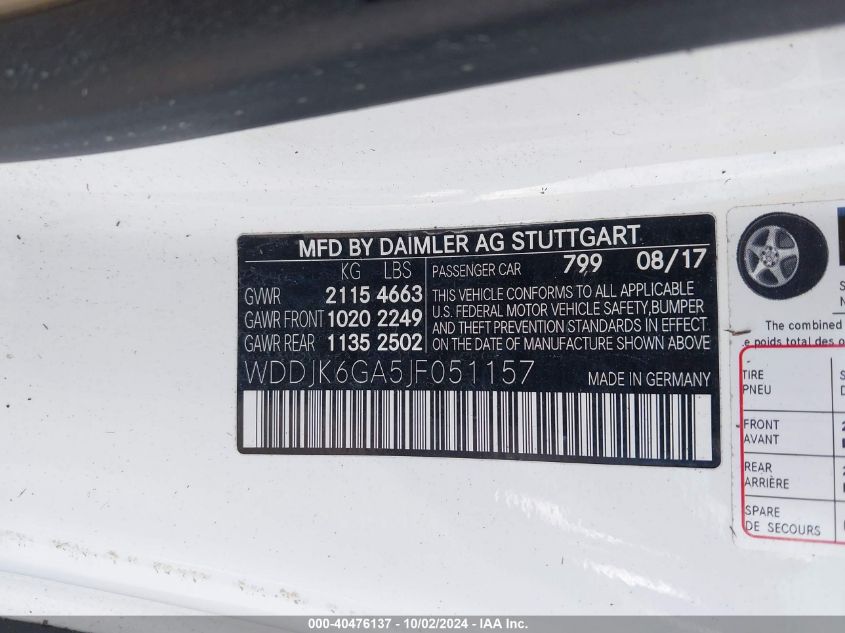 MFD BY DAIMLER AG STUTTGART
KG LBS
GVWR 2115 4663
GAWR FRONT 1020 2249
GAWR REAR 1135 2502
PASSENGER CAR 799 08/17
THIS VEHICLE CONFORMS TO ALL APPLICABLE
U.S. FEDERAL MOTOR VEHICLE SAFETY,BUMPER
AND THEFT PREVENTION STANDARDS IN EFFECT
ON THE DATE OF MANUFACTURE SHOWN ABOVE
WDDJK6GA5JF051157 MADE IN GERMANY
The combined
poids total des
TIRE
PNEU
FRONT
AVANT
REAR
ARRIÈRE
SPARE
DE SECOURS
000-40476137 - 10/02/2024 - IAA Inc.